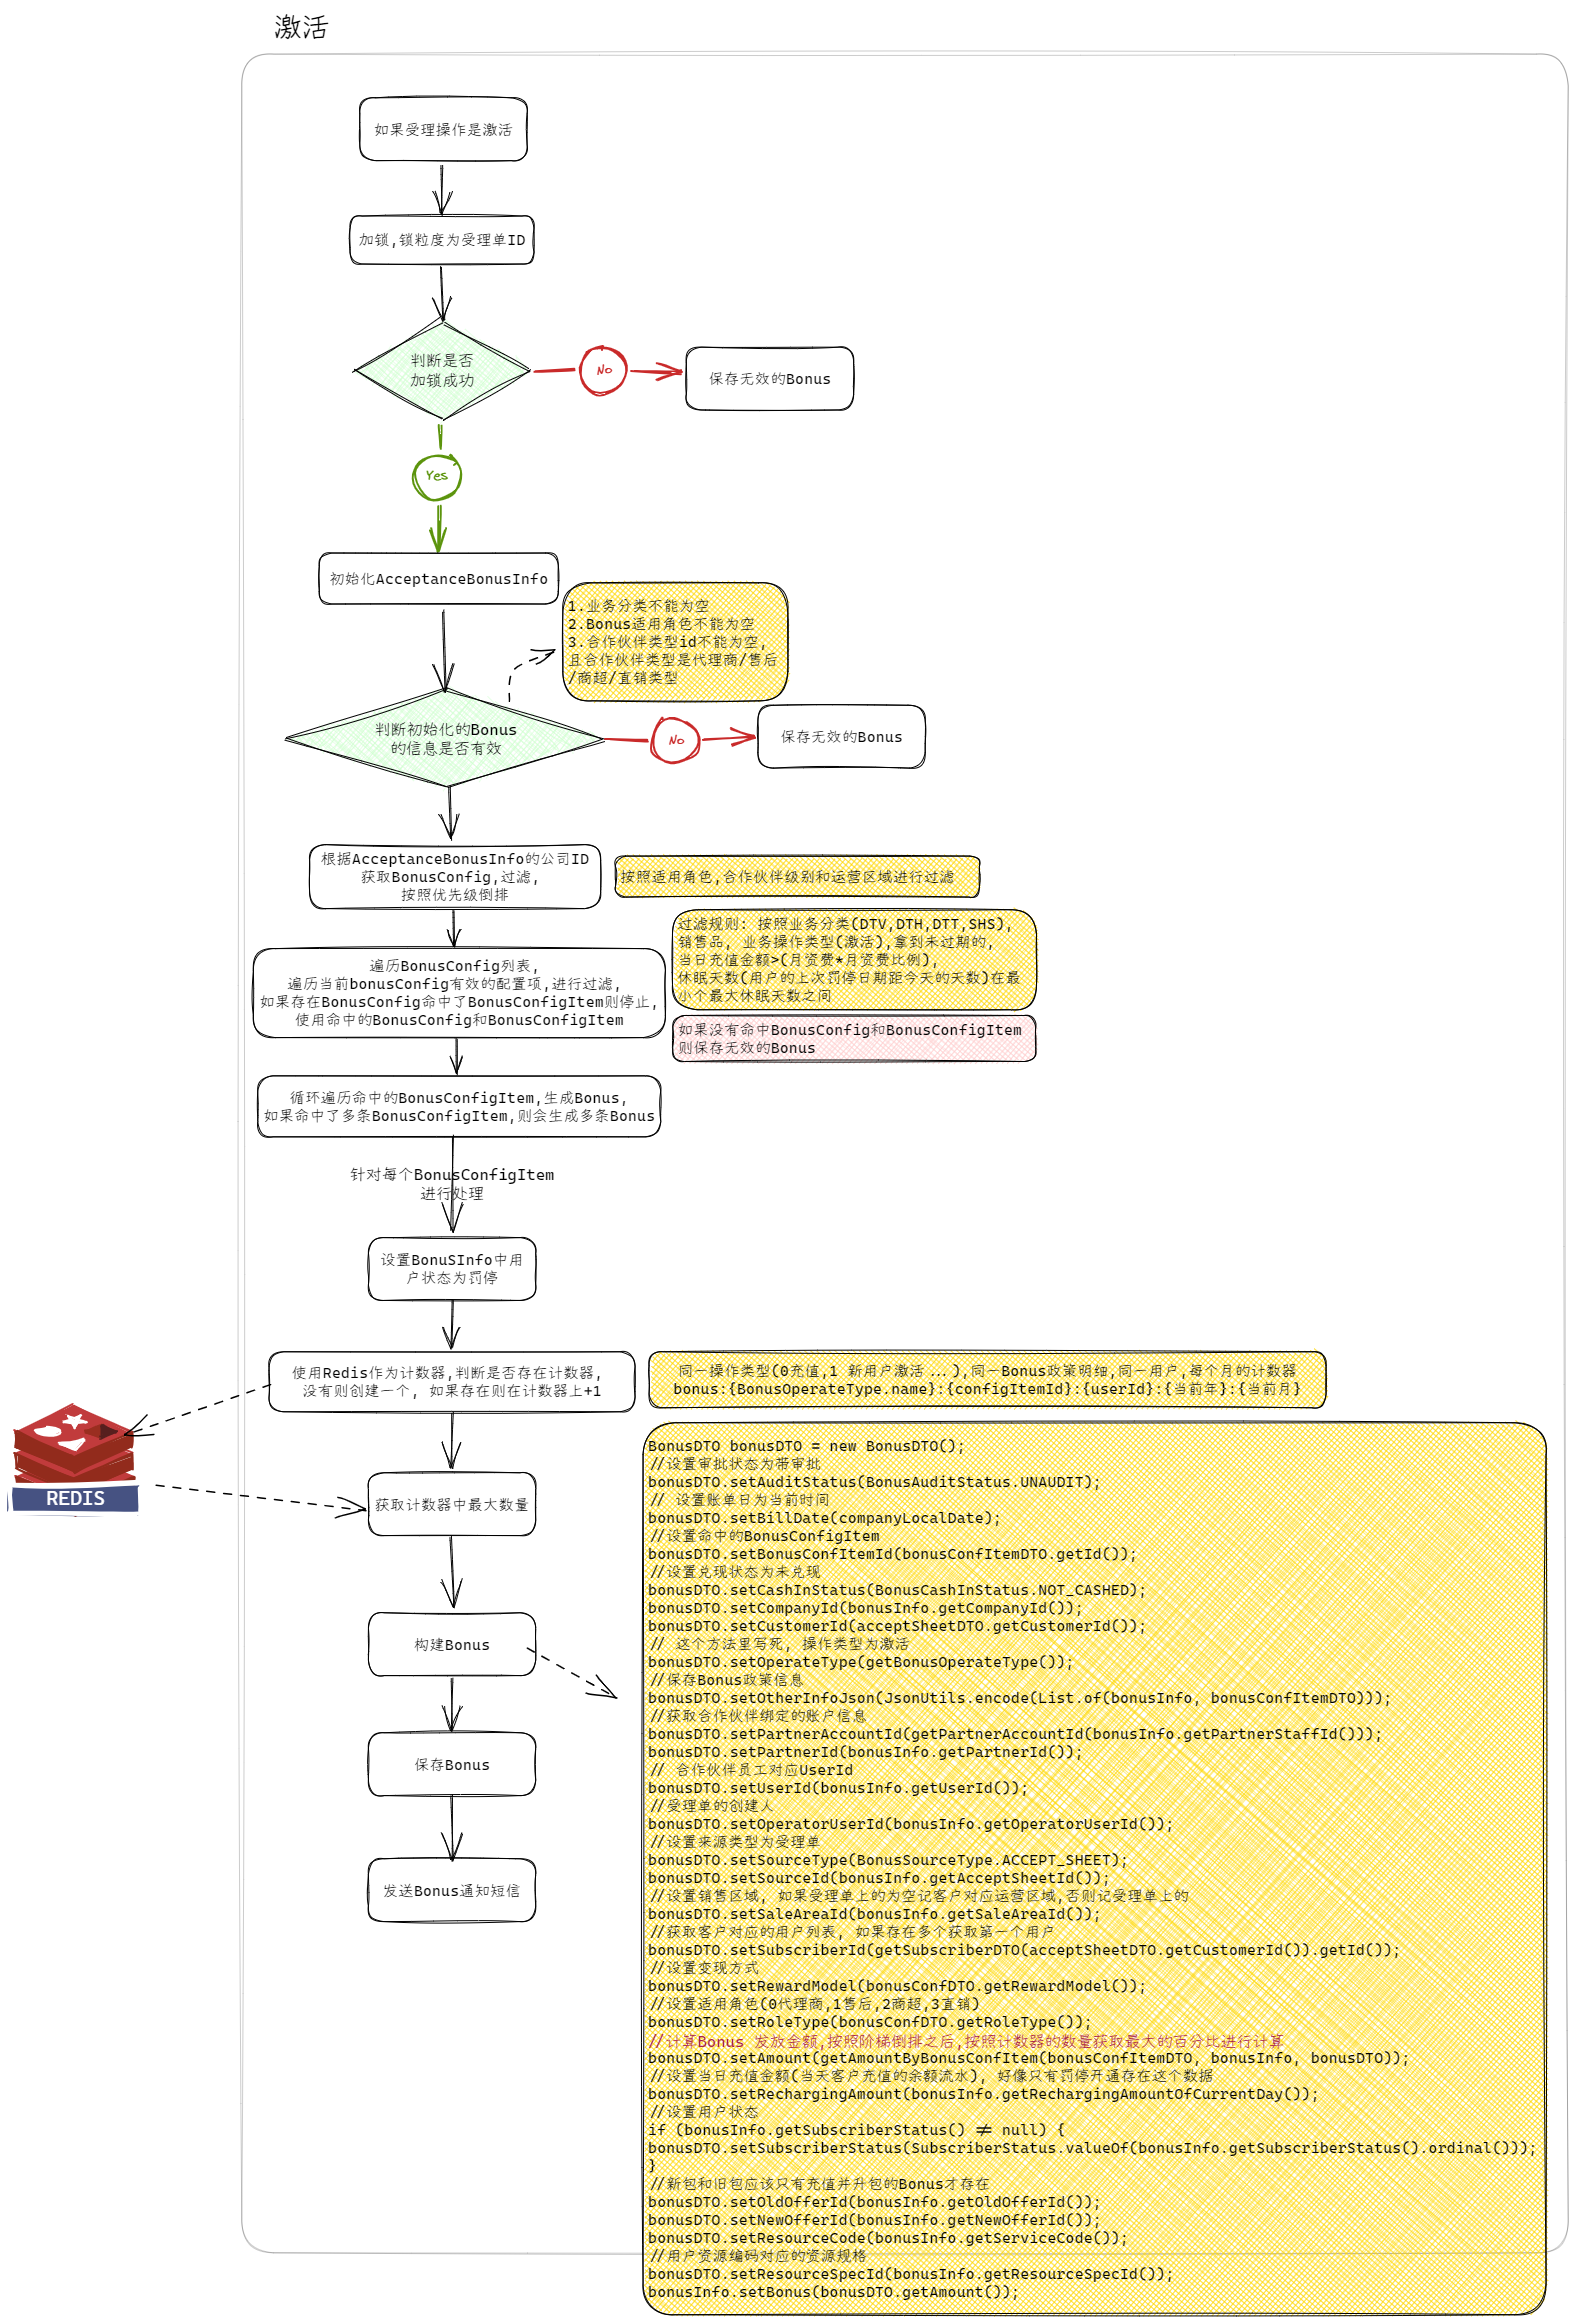 激活
如果受理操作是激活
加锁,锁粒度为受理单ID
判断是否
加锁成功
No
保存无效的Bonus
Yes
初始化AcceptanceBonusInfo
1.业务分类不能为空
2.Bonus适用角色不能为空
3.合作伙伴类型id不能为空,
且合作伙伴类型是代理商/售后
/商超/直销类型
判断初始化的Bonus
的信息是否有效
No
保存无效的Bonus
根据AcceptanceBonusInfo的公司ID
获取BonusConfig,过滤,
按照优先级倒排
按照适用角色,合作伙伴级别和运营区域进行过滤
过滤规则: 按照业务分类(DTV,DTH,DTT,SHS),
销售品, 业务操作类型(激活),拿到未过期的,
当日充值金额>(月资费*月资费比例),
休眠天数(用户的上次罚停日期距今天的天数)在最
小个最大休眠天数之间
遍历BonusConfig列表,
遍历当前bonusConfig有效的配置项,进行过滤,
如果存在BonusConfig命中了BonusConfigItem则停止,
使用命中的BonusConfig和BonusConfigItem
如果没有命中BonusConfig和BonusConfigItem
则保存无效的Bonus
循环遍历命中的BonusConfigItem,生成Bonus,
如果命中了多条BonusConfigItem,则会生成多条Bonus
针对每个BonusConfigItem
进行处理
设置BonuSInfo中用
户状态为罚停
使用Redis作为计数器,判断是否存在计数器,
没有则创建一个, 如果存在则在计数器上+1
同一操作类型(0充值,1 新用户激活...),同一Bonus政策明细,同一用户,每个月的计数器
bonus:{BonusOperateType.name}:{configItemId}:{userId}:{当前年}:{当前月}
REDIS
获取计数器中最大数量
构建Bonus
保存Bonus
发送Bonus通知短信
BonusDTO bonusDTO = new BonusDTO();
//设置审批状态为带审批
bonusDTO.setAuditStatus(BonusAuditStatus.UNAUDIT);
// 设置账单日为当前时间
bonusDTO.setBillDate(companyLocalDate);
//设置命中的BonusConfigItem
bonusDTO.setBonusConfItemId(bonusConfItemDTO.getId());
//设置兑现状态为未兑现
bonusDTO.setCashInStatus(BonusCashInStatus.NOT_CASHED);
bonusDTO.setCompanyId(bonusInfo.getCompanyId());
bonusDTO.setCustomerId(acceptSheetDTO.getCustomerId());
// 这个方法里写死, 操作类型为激活
bonusDTO.setOperateType(getBonusOperateType());
//保存Bonus政策信息
bonusDTO.setOtherInfoJson(JsonUtils.encode(List.of(bonusInfo, bonusConfItemDTO)));
//获取合作伙伴绑定的账户信息
bonusDTO.setPartnerAccountId(getPartnerAccountId(bonusInfo.getPartnerStaffId()));
bonusDTO.setPartnerId(bonusInfo.getPartnerId());
// 合作伙伴员工对应UserId
bonusDTO.setUserId(bonusInfo.getUserId());
//受理单的创建人
bonusDTO.setOperatorUserId(bonusInfo.getOperatorUserId());
//设置来源类型为受理单
bonusDTO.setSourceType(BonusSourceType.ACCEPT_SHEET);
bonusDTO.setSourceId(bonusInfo.getAcceptSheetId());
//设置销售区域, 如果受理单上的为空记客户对应运营区域,否则记受理单上的
bonusDTO.setSaleAreaId(bonusInfo.getSaleAreaId());
//获取客户对应的用户列表, 如果存在多个获取第一个用户
bonusDTO.setSubscriberId(getSubscriberDTO(acceptSheetDTO.getCustomerId()).getId());
//设置变现方式
bonusDTO.setRewardModel(bonusConfDTO.getRewardModel());
//设置适用角色(0代理商,1售后,2商超,3直销)
bonusDTO.setRoleType(bonusConfDTO.getRoleType());
//计算Bonus 发放金额,按照阶梯倒排之后,按照计数器的数量获取最大的百分比进行计算
bonusDTO.setAmount(getAmountByBonusConfItem(bonusConfItemDTO, bonusInfo, bonusDTO));
//设置当日充值金额(当天客户充值的余额流水), 好像只有罚停开通存在这个数据
bonusDTO.setRechargingAmount(bonusInfo.getRechargingAmountOfCurrentDay());
//设置用户状态
if (bonusInfo.getSubscriberStatus() != null) {
bonusDTO.setSubscriberStatus(SubscriberStatus.valueOf(bonusInfo.getSubscriberStatus().ordinal()));
}
//新包和旧包应该只有充值并升包的Bonus才存在
bonusDTO.setOldOfferId(bonusInfo.getOldOfferId());
bonusDTO.setNewOfferId(bonusInfo.getNewOfferId());
bonusDTO.setResourceCode(bonusInfo.getServiceCode());
//用户资源编码对应的资源规格
bonusDTO.setResourceSpecId(bonusInfo.getResourceSpecId());
bonusInfo.setBonus(bonusDTO.getAmount());